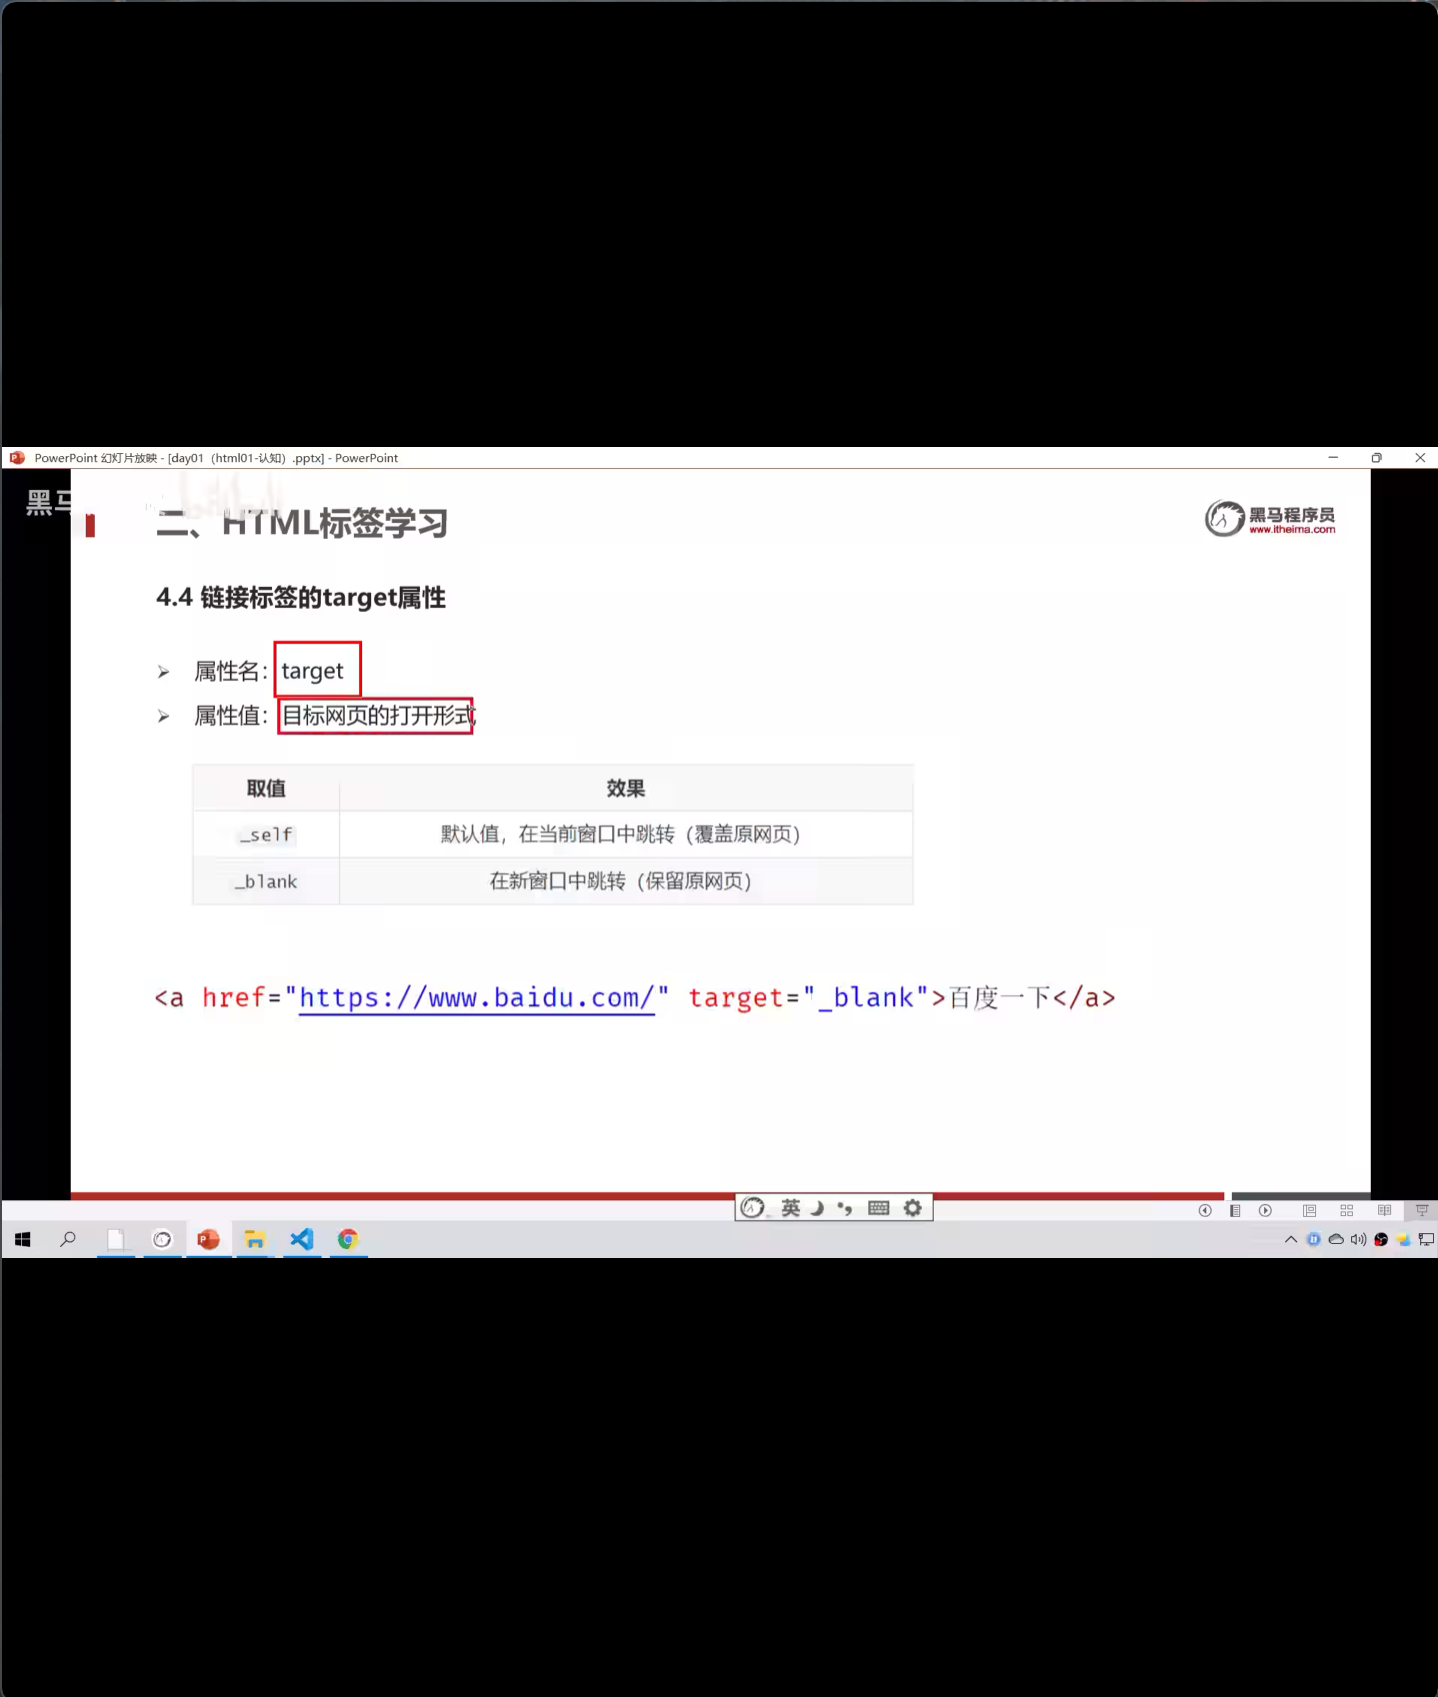 PowerPoint 幻灯片放映 - [day01（html01-认知）.pptx] - PowerPoint
黑马
二、HTML标签学习
黑马程序员
www.itheima.com
4.4 链接标签的target属性
➢ 属性名：target
➢ 属性值：目标网页的打开形式
取值 效果
_self 默认值，在当前窗口中跳转（覆盖原网页）
_blank 在新窗口中跳转（保留原网页）
<a href="https://www.baidu.com/" target="_blank">百度一下</a>
英